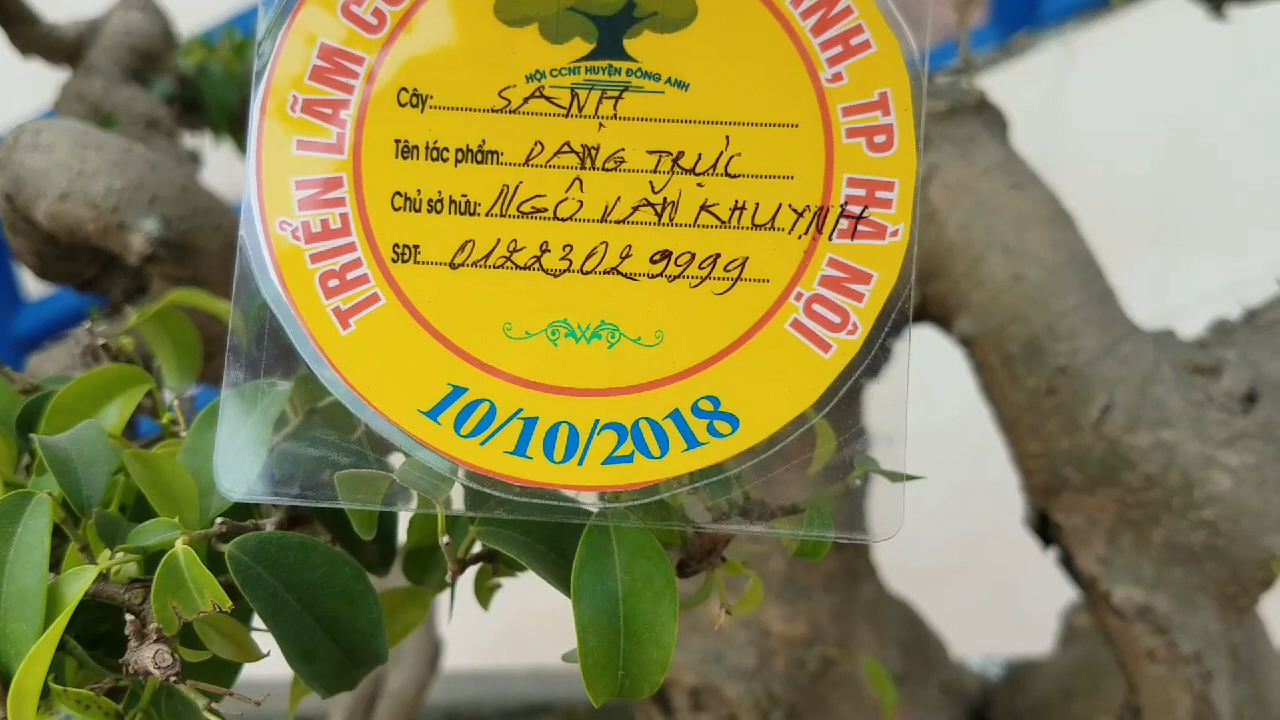 TRIỂN LÃM
ANH, TP HÀ NỘI
HỘI CCNT HUYỆN ĐÔNG ANH
Cây: SANH
Tên tác phẩm: DÁNG TRỰC
Chủ sở hữu: NGÔ VĂN KHUYNH
SĐT: 01223029999
10/10/2018